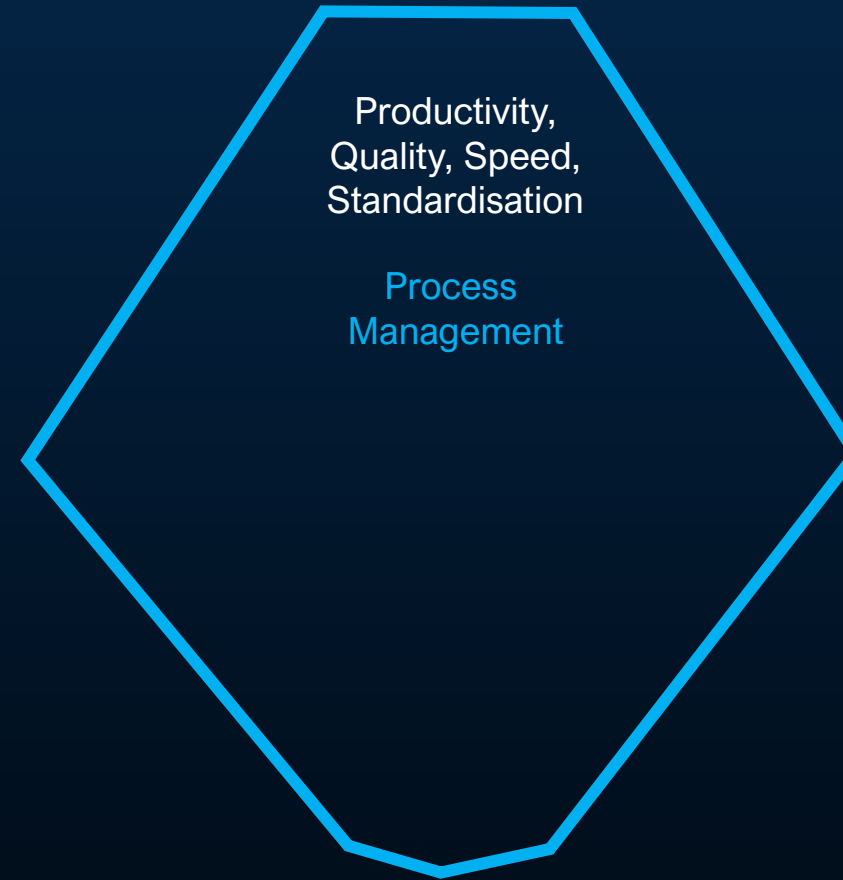 Productivity,
Quality, Speed,
Standardisation
Process
Management